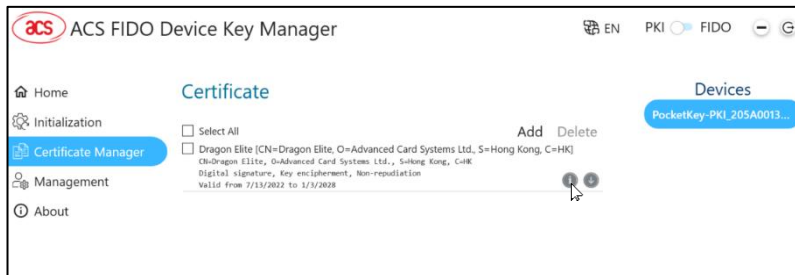 acs ACS FIDO Device Key Manager EN PKI FIDO
Home
Initialization
Certificate Manager
Management
About
Certificate
Select All Add Delete
Dragon Elite [CN=Dragon Elite, O=Advanced Card Systems Ltd., S=Hong Kong, C=HK]
CN=Dragon Elite, O=Advanced Card Systems Ltd., S=Hong Kong, C=HK
Digital signature, Key encipherment, Non-repudiation
Valid from 7/13/2022 to 1/3/2028
Devices
PocketKey-PKI_205A0013...